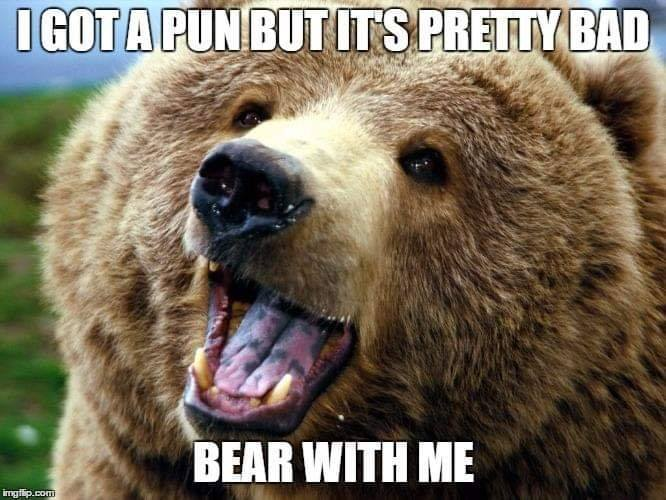 I GOT A PUN BUT IT'S PRETTY BAD
BEAR WITH ME
imgflip.com